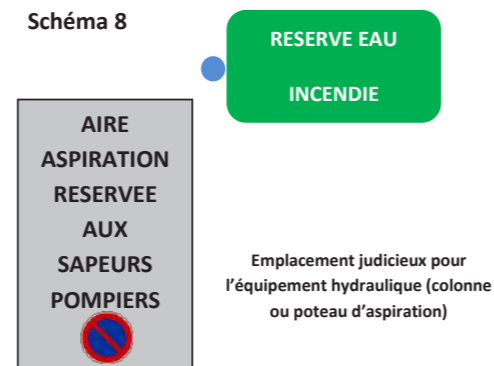 Schéma 8
RESERVE EAU
INCENDIE
AIRE
ASPIRATION
RESERVEE
AUX
SAPEURS
POMPIERS
Emplacement judicieux pour
l'équipement hydraulique (colonne
ou poteau d'aspiration)